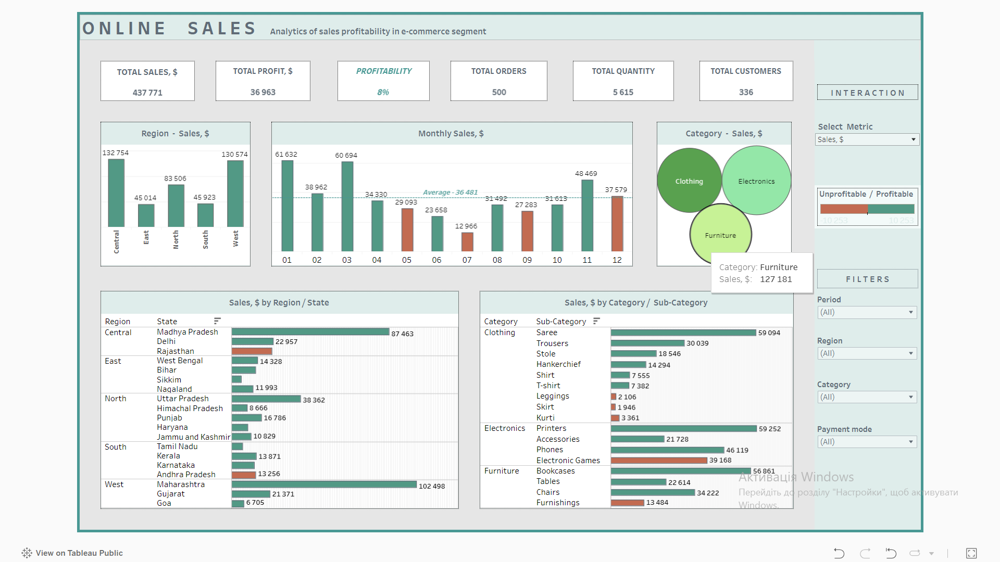 ONLINE SALES Analytics of sales profitability in e-commerce segment
TOTAL SALES, $
437 771
TOTAL PROFIT, $
36 963
PROFITABILITY
8%
TOTAL ORDERS
500
TOTAL QUANTITY
5 615
TOTAL CUSTOMERS
336
Region - Sales, $
132 754
45 014
83 506
45 923
130 574
Central
East
North
South
West
Monthly Sales, $
61 632
38 962
60 694
34 330
29 093
23 658
12 966
31 492
27 283
31 613
48 469
37 579
Average - 36 481
01 02 03 04 05 06 07 08 09 10 11 12
Category - Sales, $
Clothing
Electronics
Furniture
Category: Furniture
Sales, $: 127 181
INTERACTION
Select Metric
Sales, $
Unprofitable / Profitable
-10 253 10 253
FILTERS
Period
(All)
Region
(All)
Category
(All)
Payment mode
(All)
Sales, $ by Region / State
Region State
Central Madhya Pradesh 87 463
Delhi 22 957
Rajasthan
East West Bengal 14 328
Bihar
Sikkim
Nagaland 11 993
North Uttar Pradesh 38 362
Himachal Pradesh 8 666
Punjab 16 786
Haryana
Jammu and Kashmir 10 829
South Tamil Nadu
Kerala 13 871
Karnataka
Andhra Pradesh 13 256
West Maharashtra 102 498
Gujarat 21 371
Goa 6 705
Sales, $ by Category / Sub-Category
Category Sub-Category
Clothing Saree 59 094
Trousers 30 039
Stole 18 546
Hankerchief 14 294
Shirt 7 555
T-shirt 7 382
Leggings 2 106
Skirt 1 946
Kurti 3 361
Electronics Printers 59 252
Accessories 21 728
Phones 46 119
Electronic Games 39 168
Furniture Bookcases 56 861
Tables 22 614
Chairs 34 222
Furnishings 13 484
Активація Windows
Перейдіть до розділу "Настройки", щоб активувати
Windows.
View on Tableau Public